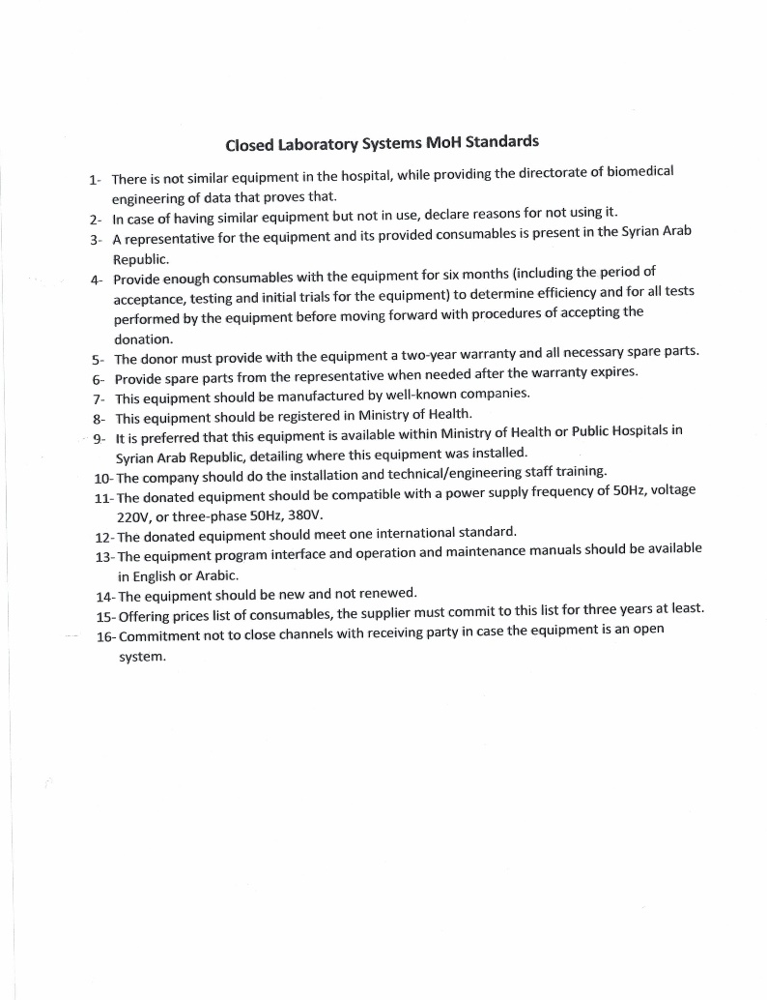 Closed Laboratory Systems MoH Standards
1- There is not similar equipment in the hospital, while providing the directorate of biomedical
engineering of data that proves that.
2- In case of having similar equipment but not in use, declare reasons for not using it.
3- A representative for the equipment and its provided consumables is present in the Syrian Arab
Republic.
4- Provide enough consumables with the equipment for six months (including the period of
acceptance, testing and initial trials for the equipment) to determine efficiency and for all tests
performed by the equipment before moving forward with procedures of accepting the
donation.
5- The donor must provide with the equipment a two-year warranty and all necessary spare parts.
6- Provide spare parts from the representative when needed after the warranty expires.
7- This equipment should be manufactured by well-known companies.
8- This equipment should be registered in Ministry of Health.
9- It is preferred that this equipment is available within Ministry of Health or Public Hospitals in
Syrian Arab Republic, detailing where this equipment was installed.
10- The company should do the installation and technical/engineering staff training.
11- The donated equipment should be compatible with a power supply frequency of 50Hz, voltage
220V, or three-phase 50Hz, 380V.
12- The donated equipment should meet one international standard.
13- The equipment program interface and operation and maintenance manuals should be available
in English or Arabic.
14- The equipment should be new and not renewed.
15- Offering prices list of consumables, the supplier must commit to this list for three years at least.
16- Commitment not to close channels with receiving party in case the equipment is an open
system.